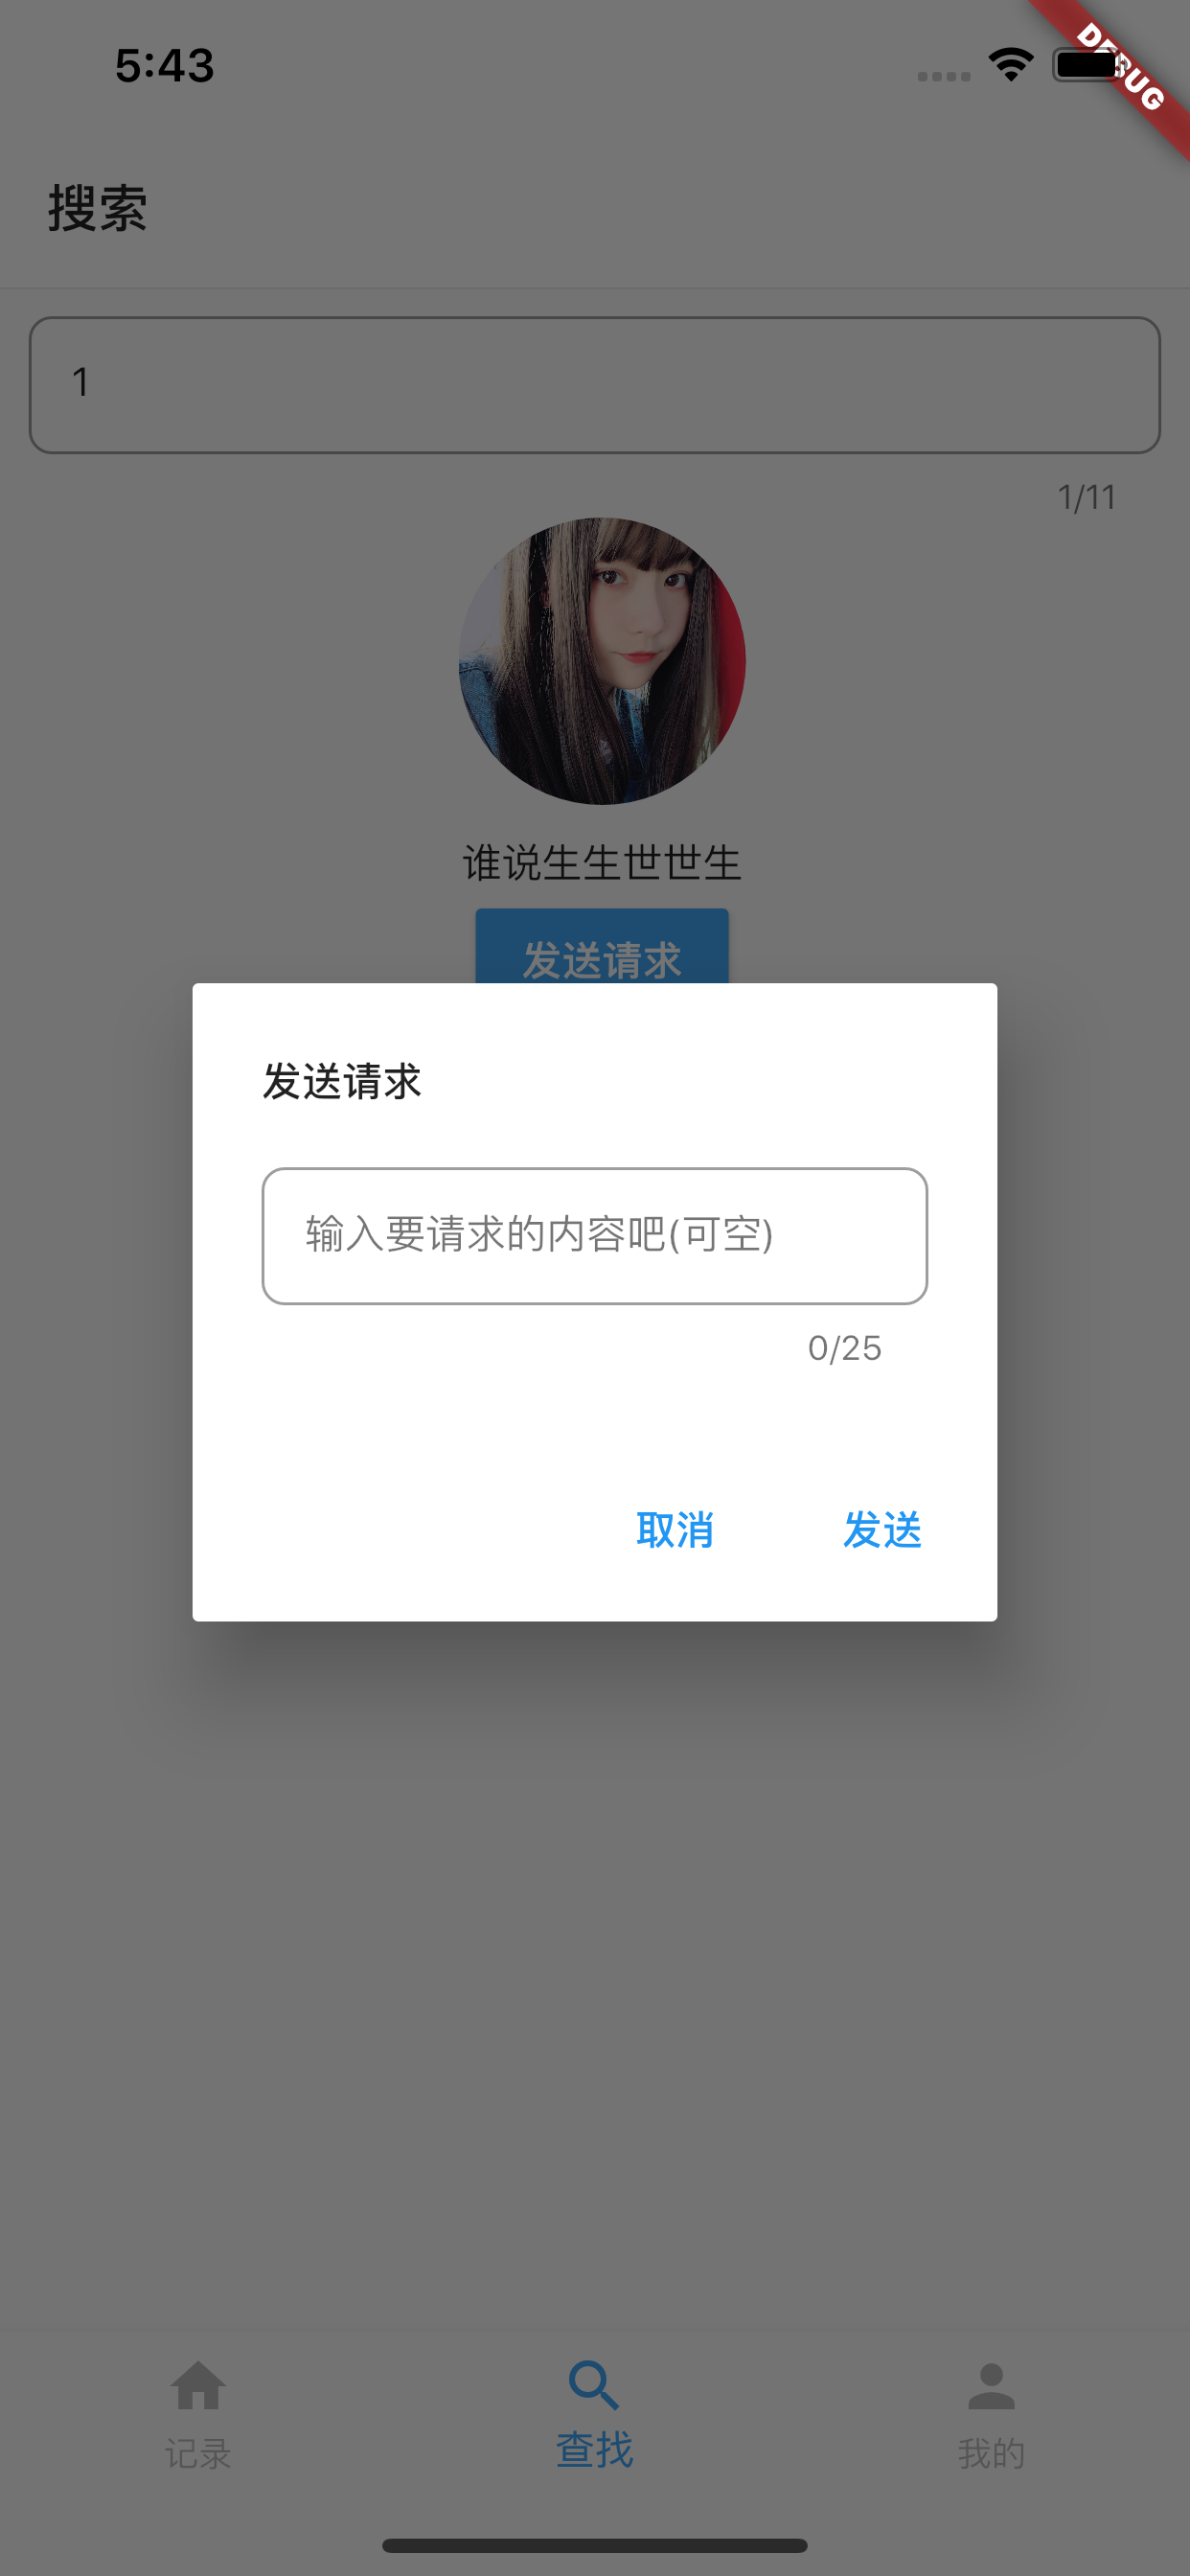 5:43
DEBUG
搜索
1
1/11
谁说生生世世生
发送请求
发送请求
输入要请求的内容吧(可空)
0/25
取消 发送
记录 查找 我的